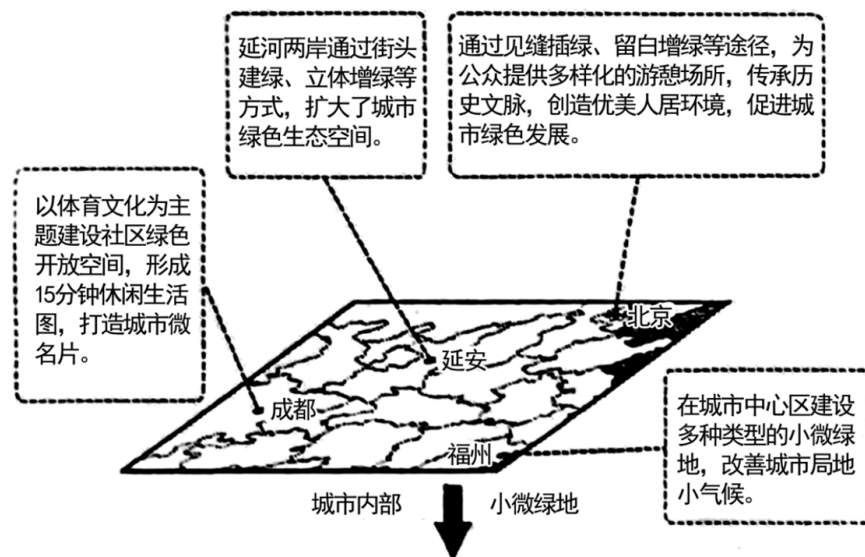 延河两岸通过街头
建绿、立体增绿等
方式，扩大了城市
绿色生态空间。
通过见缝插绿、留白增绿等途径，为
公众提供多样化的游憩场所，传承历
史文脉，创造优美人居环境，促进城
市绿色发展。
以体育文化为主
题建设社区绿色
开放空间，形成
15分钟休闲生活
图，打造城市微
名片。
北京
延安
成都
福州
在城市中心区建设
多种类型的小微绿
地，改善城市局地
小气候。
城市内部 小微绿地